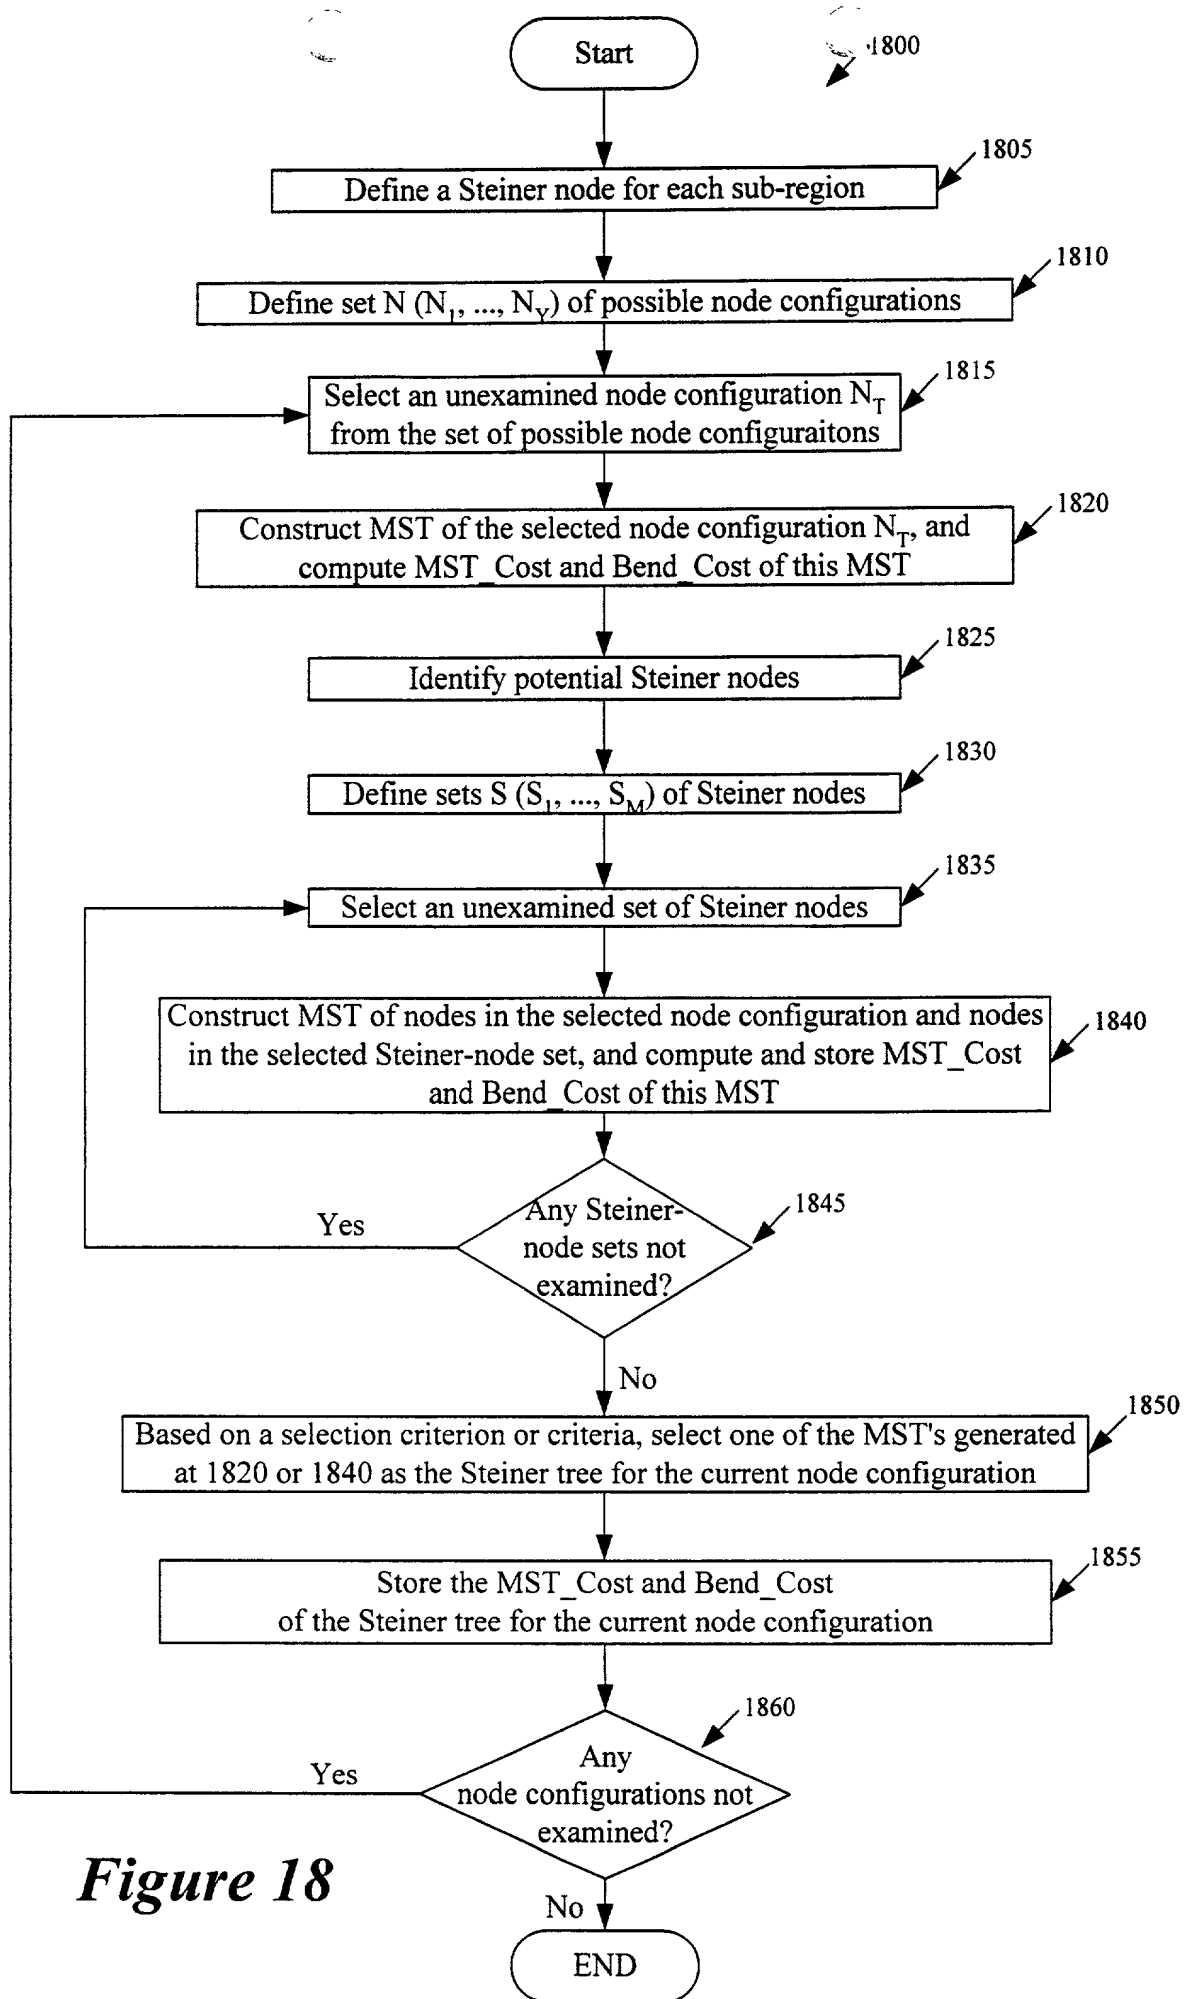 Start
1800
1805
Define a Steiner node for each sub-region
1810
Define set N (N1, ..., NY) of possible node configurations
1815
Select an unexamined node configuration NT
from the set of possible node configuraitons
1820
Construct MST of the selected node configuration NT, and
compute MST_Cost and Bend_Cost of this MST
1825
Identify potential Steiner nodes
1830
Define sets S (S1, ..., SM) of Steiner nodes
1835
Select an unexamined set of Steiner nodes
1840
Construct MST of nodes in the selected node configuration and nodes
in the selected Steiner-node set, and compute and store MST_Cost
and Bend_Cost of this MST
1845
Any Steiner-
node sets not
examined?
Yes
No
1850
Based on a selection criterion or criteria, select one of the MST's generated
at 1820 or 1840 as the Steiner tree for the current node configuration
1855
Store the MST_Cost and Bend_Cost
of the Steiner tree for the current node configuration
1860
Any
node configurations not
examined?
Yes
No
END
Figure 18